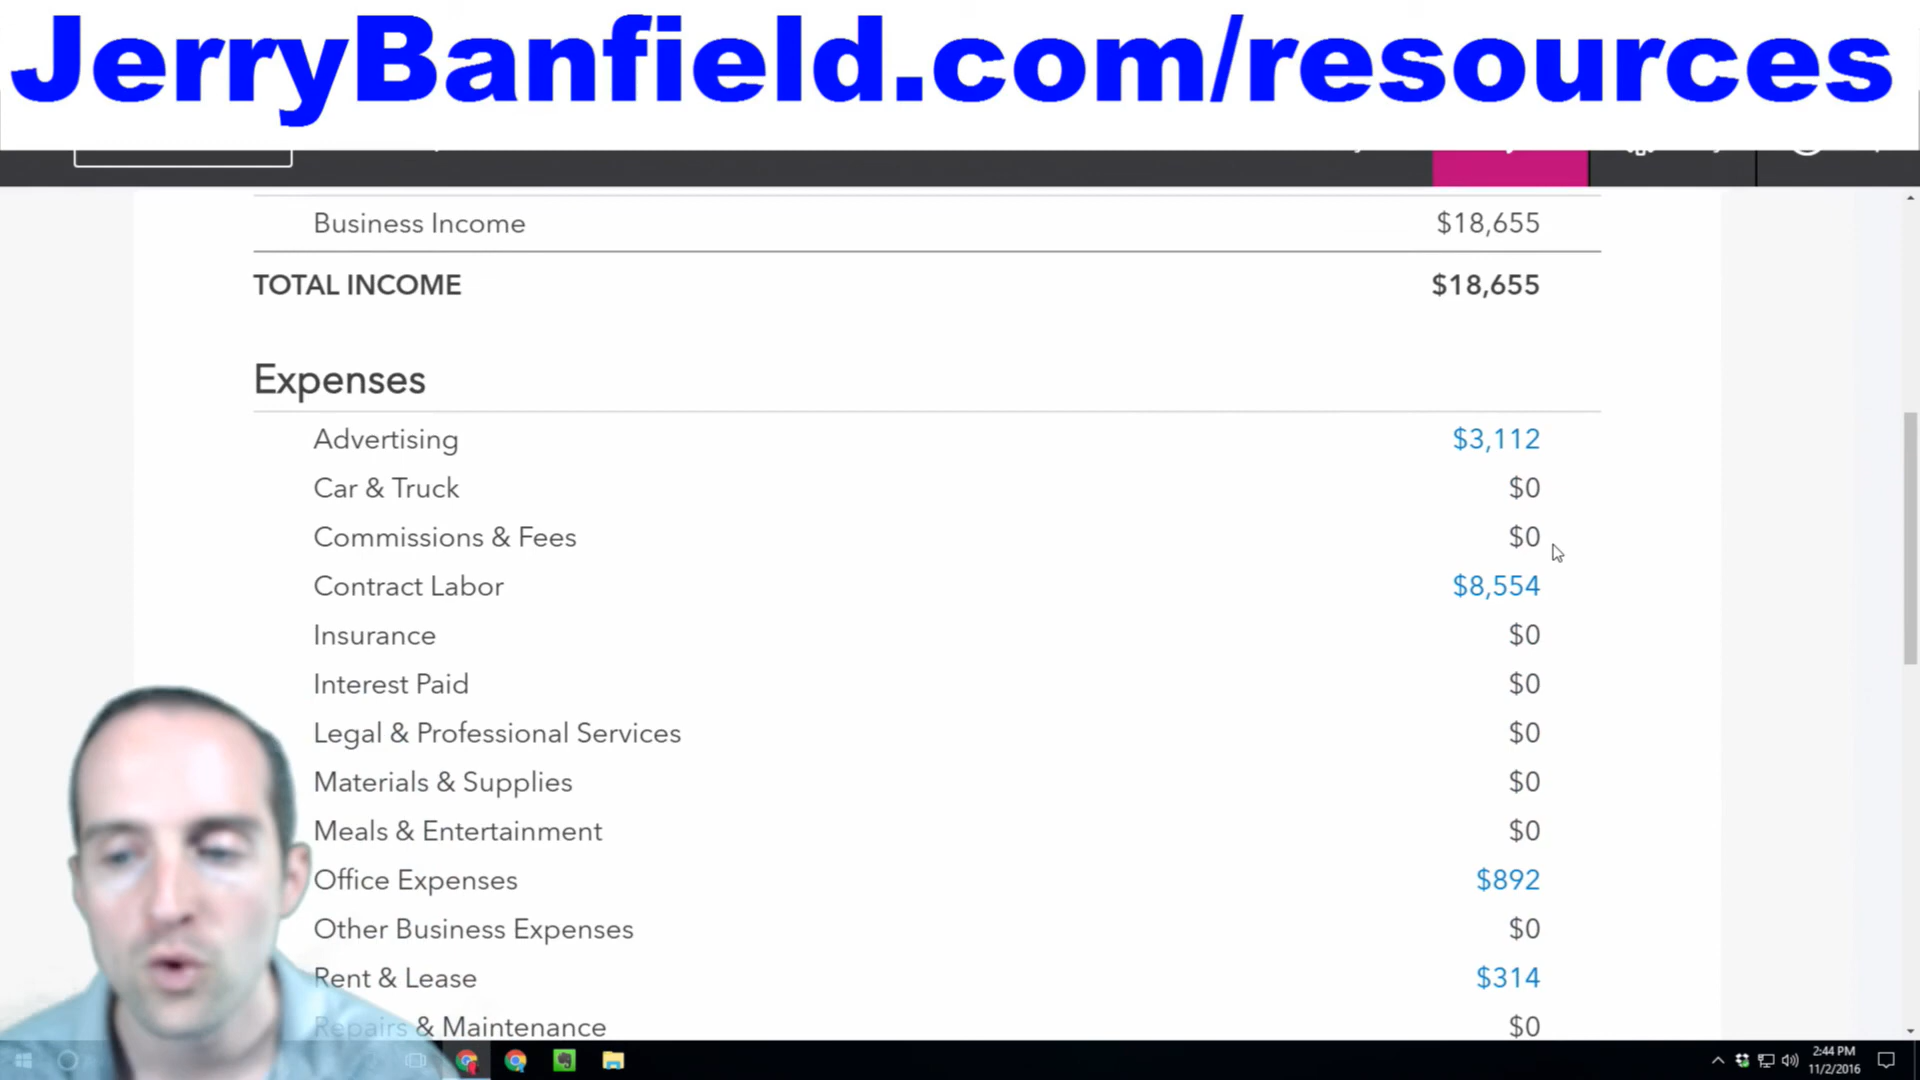 JerryBanfield.com/resources
Business Income $18,655
TOTAL INCOME $18,655
Expenses
Advertising $3,112
Car & Truck $0
Commissions & Fees $0
Contract Labor $8,554
Insurance $0
Interest Paid $0
Legal & Professional Services $0
Materials & Supplies $0
Meals & Entertainment $0
Office Expenses $892
Other Business Expenses $0
Rent & Lease $314
Repairs & Maintenance $0
2:44 PM
11/2/2016